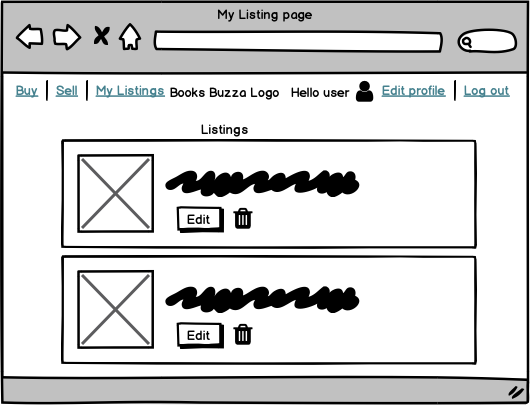 My Listing page
Buy Sell My Listings Books Buzza Logo Hello user Edit profile Log out
Listings
Edit
Edit